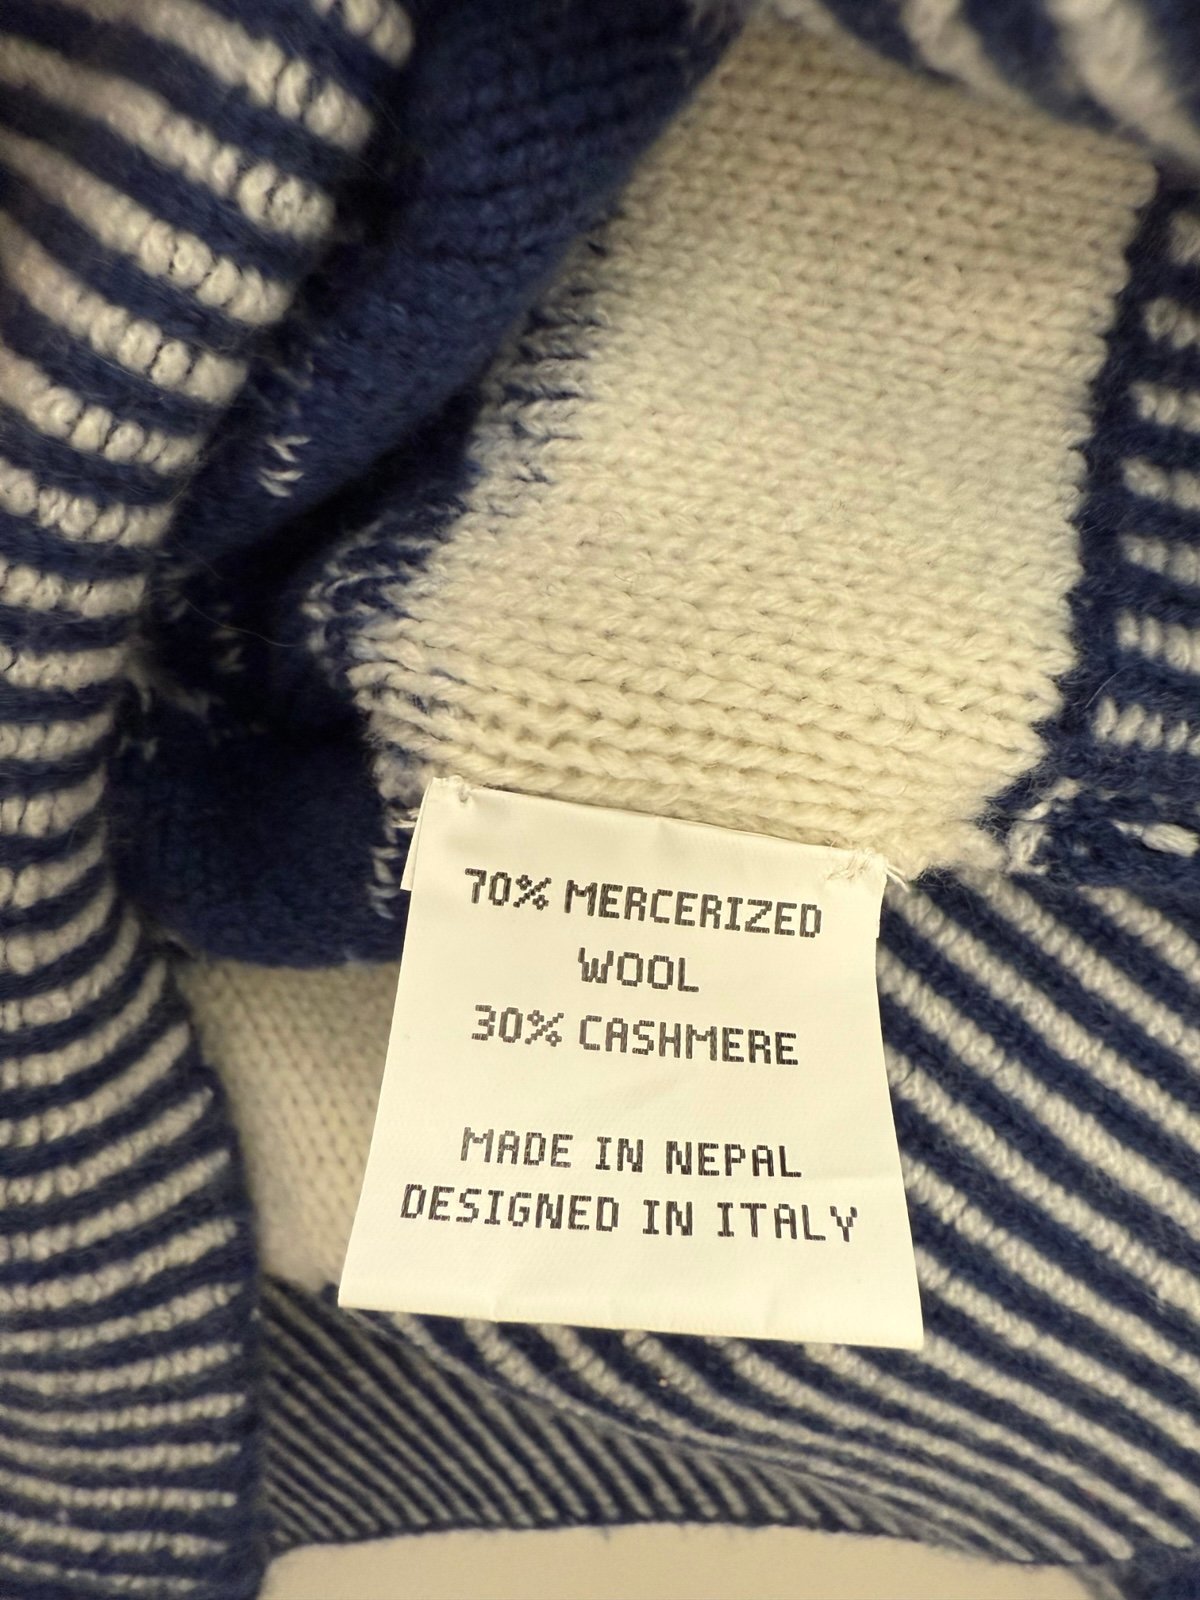 70% MERCERIZED
WOOL
30% CASHMERE
MADE IN NEPAL
DESIGNED IN ITALY